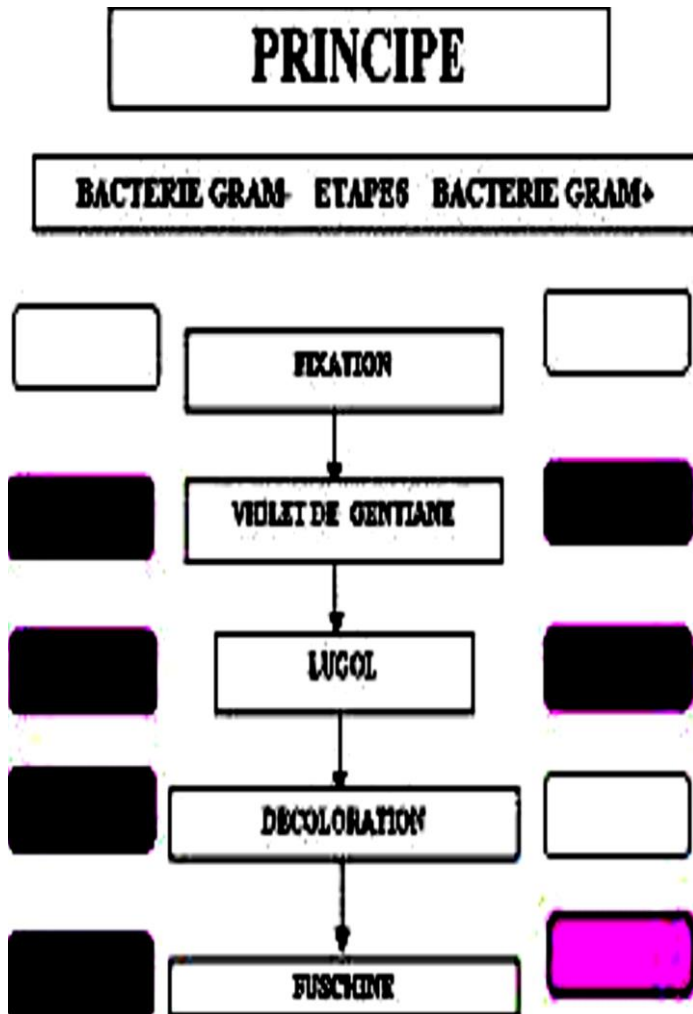 PRINCIPE
BACTERIE GRAM- ETAPES BACTERIE GRAM+
FIXATION
VIOLET DE GENTIANE
LUGOL
DECOLORATION
FUSCHINE